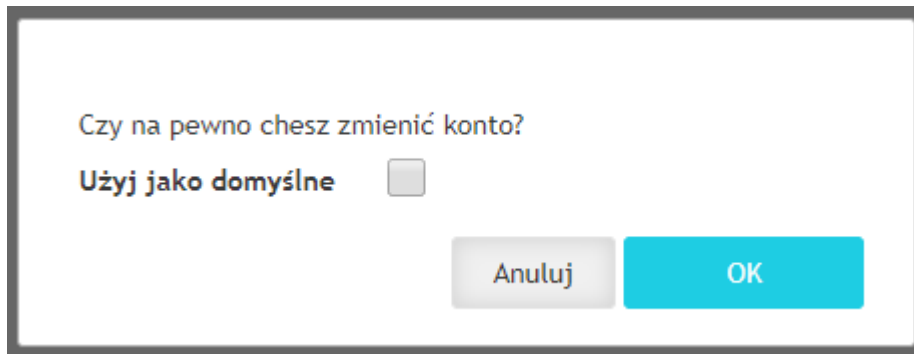 Czy na pewno chesz zmienić konto?
Użyj jako domyślne
Anuluj OK